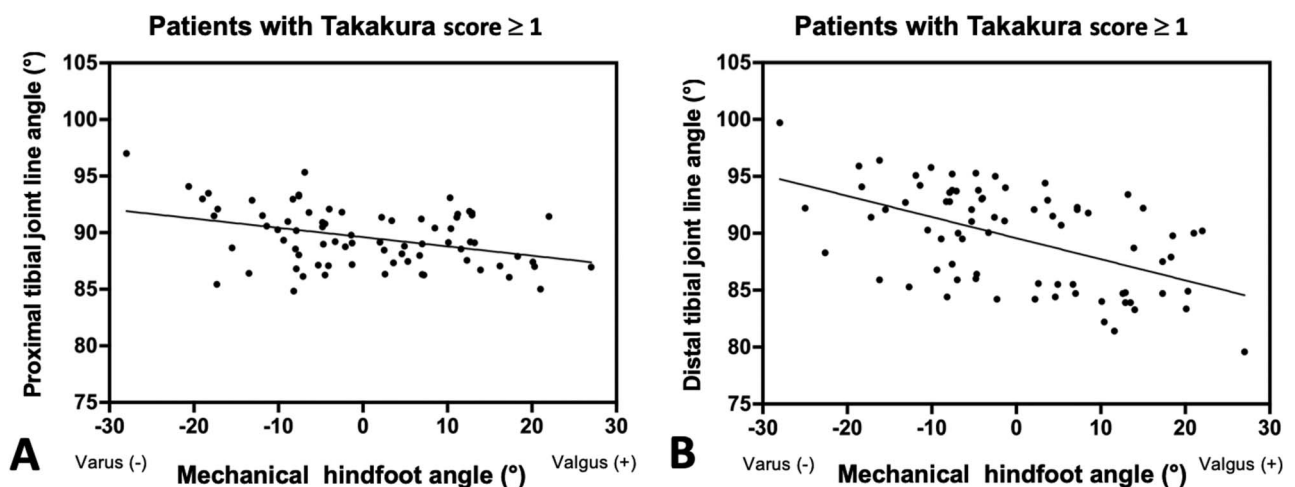 Patients with Takakura score ≥ 1
Proximal tibial joint line angle (°)
105
100
95
90
85
80
75
-30 -20 -10 0 10 20 30
Varus (-) Valgus (+)
Mechanical hindfoot angle (°)
A
Patients with Takakura score ≥ 1
Distal tibial joint line angle (°)
105
100
95
90
85
80
75
-30 -20 -10 0 10 20 30
Varus (-) Valgus (+)
Mechanical hindfoot angle (°)
B